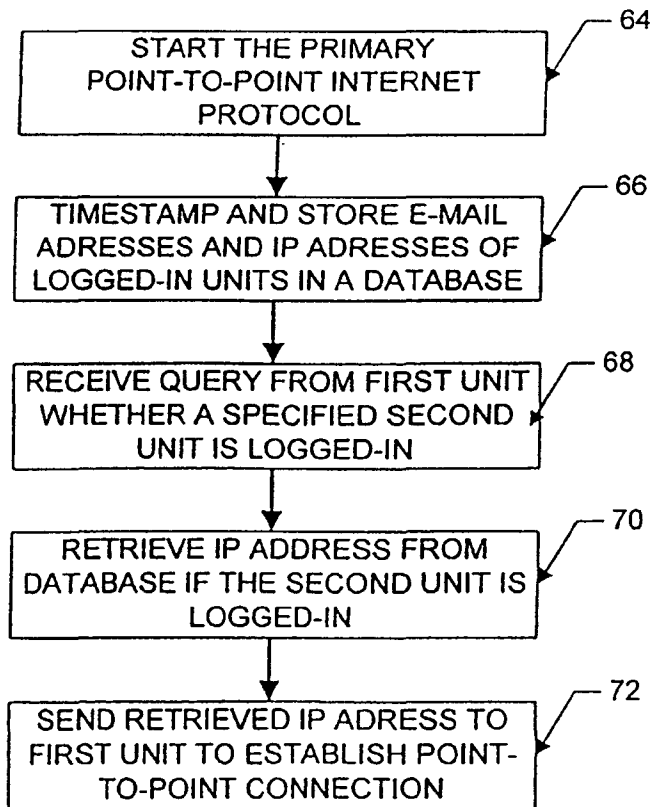 START THE PRIMARY
POINT-TO-POINT INTERNET
PROTOCOL
64
TIMESTAMP AND STORE E-MAIL
ADRESSES AND IP ADRESSES OF
LOGGED-IN UNITS IN A DATABASE
66
RECEIVE QUERY FROM FIRST UNIT
WHETHER A SPECIFIED SECOND
UNIT IS LOGGED-IN
68
RETRIEVE IP ADDRESS FROM
DATABASE IF THE SECOND UNIT IS
LOGGED-IN
70
SEND RETRIEVED IP ADRESS TO
FIRST UNIT TO ESTABLISH POINT-
TO-POINT CONNECTION
72